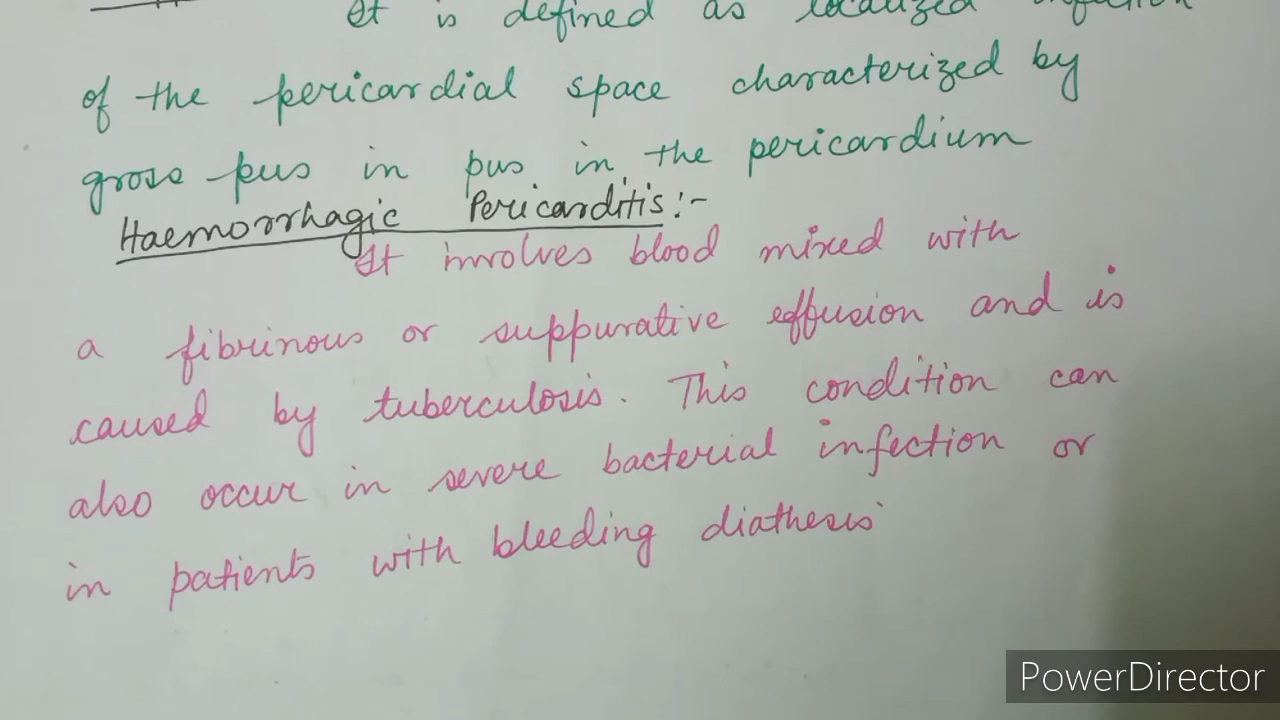 It is defined as localized infection
of the pericardial space characterized by
gross pus in pus in the pericardium
Haemorrhagic Pericarditis:-
It involves blood mixed with
a fibrinous or suppurative effusion and is
caused by tuberculosis. This condition can
also occur in severe bacterial infection or
in patients with bleeding diathesis
PowerDirector